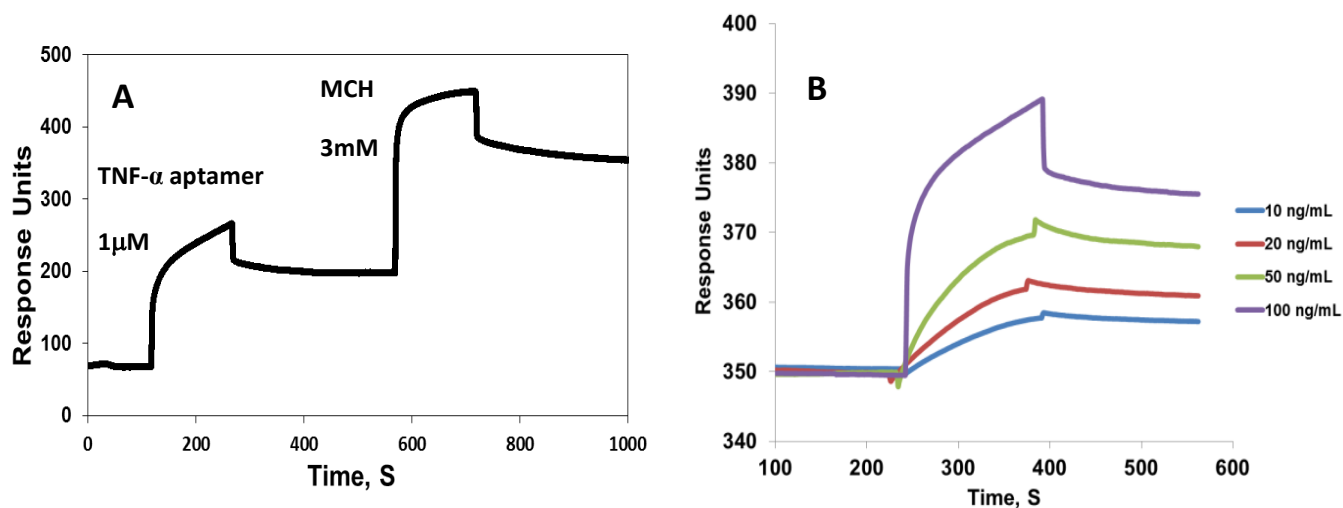 A
MCH
3mM
TNF-α aptamer
1μM
Response Units
500
400
300
200
100
0
0 200 400 600 800 1000
Time, S
B
Response Units
400
390
380
370
360
350
340
100 200 300 400 500 600
Time, S
10 ng/mL
20 ng/mL
50 ng/mL
100 ng/mL